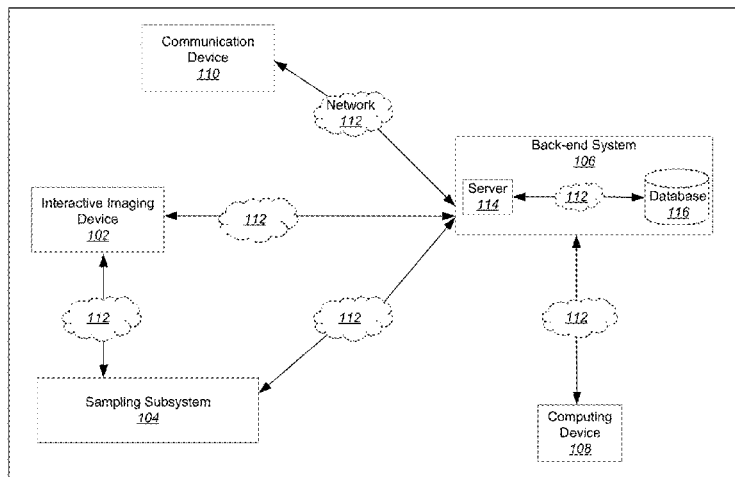 Communication
Device
110
Network
112
Back-end System
106
Server
114
112
Database
116
Interactive Imaging
Device
102
112
112
112
112
Sampling Subsystem
104
Computing
Device
108